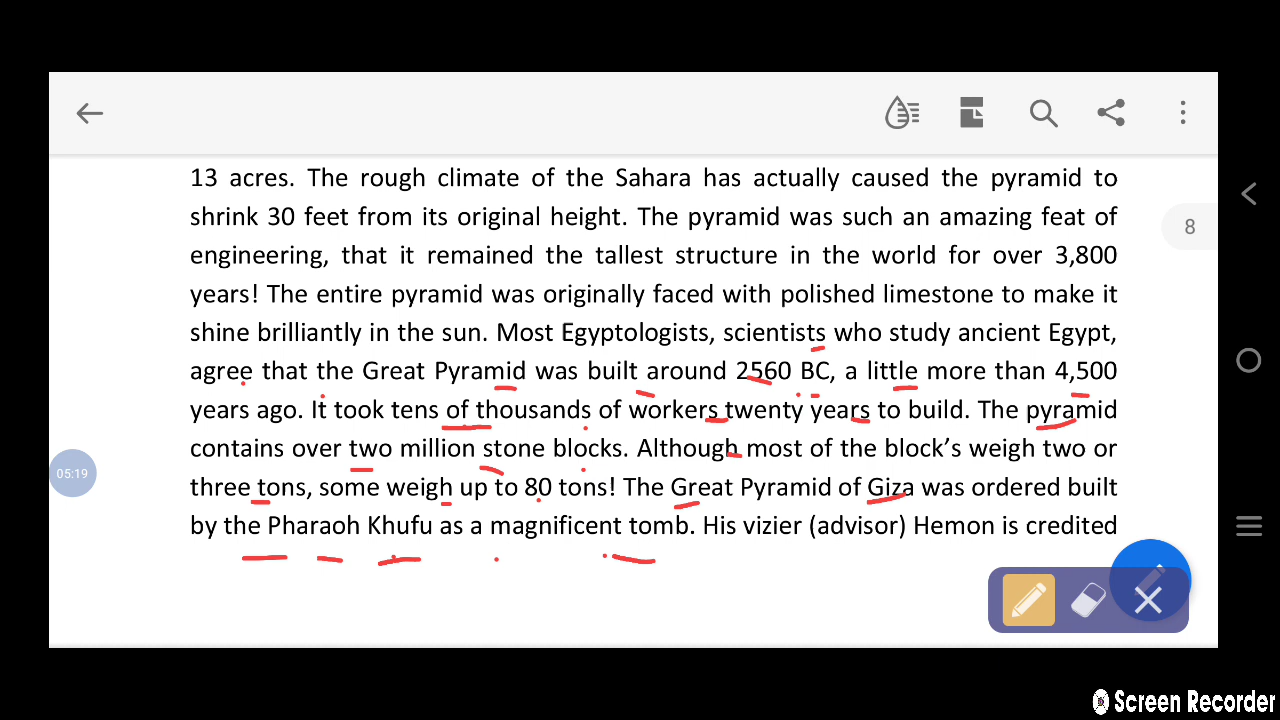 13 acres. The rough climate of the Sahara has actually caused the pyramid to
shrink 30 feet from its original height. The pyramid was such an amazing feat of
engineering, that it remained the tallest structure in the world for over 3,800
years! The entire pyramid was originally faced with polished limestone to make it
shine brilliantly in the sun. Most Egyptologists, scientists who study ancient Egypt,
agree that the Great Pyramid was built around 2560 BC, a little more than 4,500
years ago. It took tens of thousands of workers twenty years to build. The pyramid
contains over two million stone blocks. Although most of the block’s weigh two or
three tons, some weigh up to 80 tons! The Great Pyramid of Giza was ordered built
by the Pharaoh Khufu as a magnificent tomb. His vizier (advisor) Hemon is credited
8
05:19
Screen Recorder